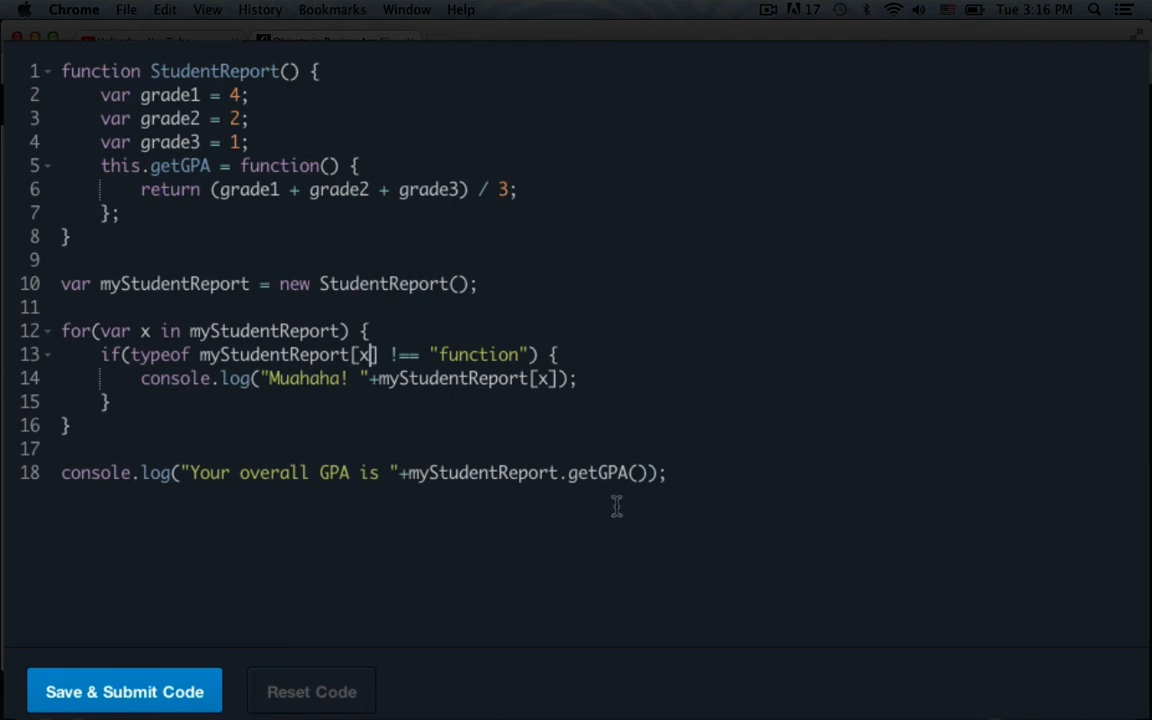 Chrome File Edit View History Bookmarks Window Help 17 Tue 3:16 PM
1 function StudentReport() {
2 var grade1 = 4;
3 var grade2 = 2;
4 var grade3 = 1;
5 this.getGPA = function() {
6 return (grade1 + grade2 + grade3) / 3;
7 };
8 }
9
10 var myStudentReport = new StudentReport();
11
12 for(var x in myStudentReport) {
13 if(typeof myStudentReport[x] !== "function") {
14 console.log("Muahaha! "+myStudentReport[x]);
15 }
16 }
17
18 console.log("Your overall GPA is "+myStudentReport.getGPA());
Save & Submit Code Reset Code